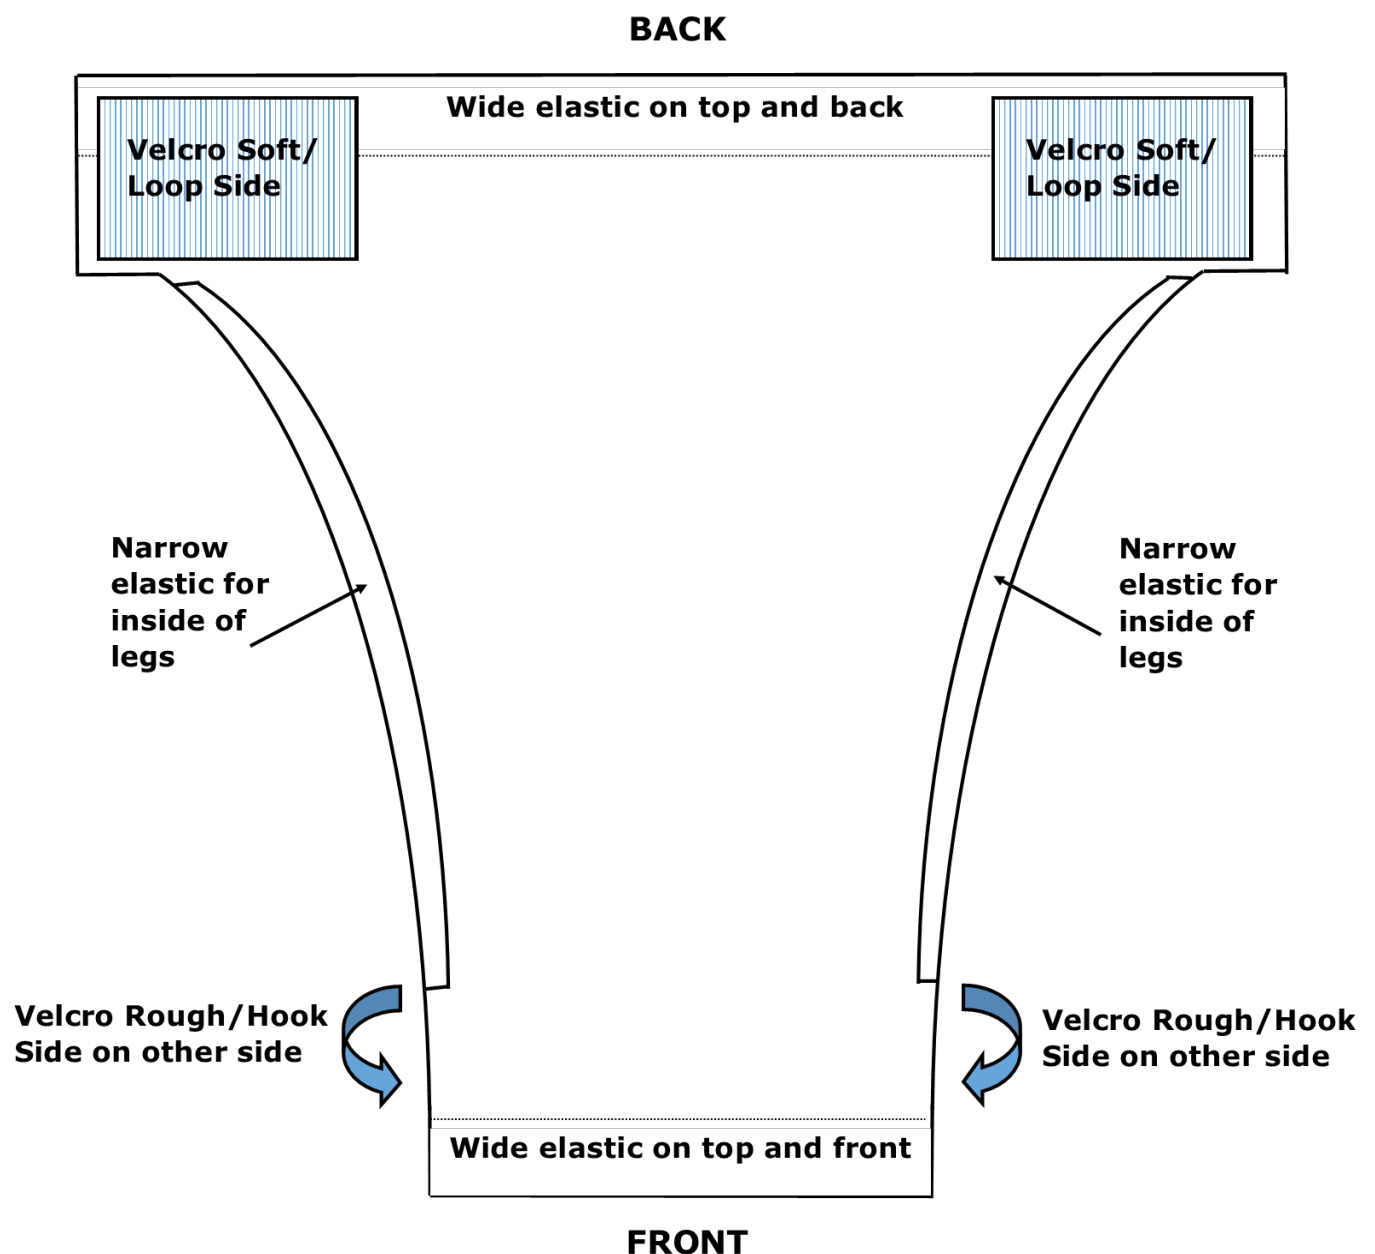 BACK
Wide elastic on top and back
Velcro Soft/
Loop Side
Velcro Soft/
Loop Side
Narrow
elastic for
inside of
legs
Narrow
elastic for
inside of
legs
Velcro Rough/Hook
Side on other side
Velcro Rough/Hook
Side on other side
Wide elastic on top and front
FRONT